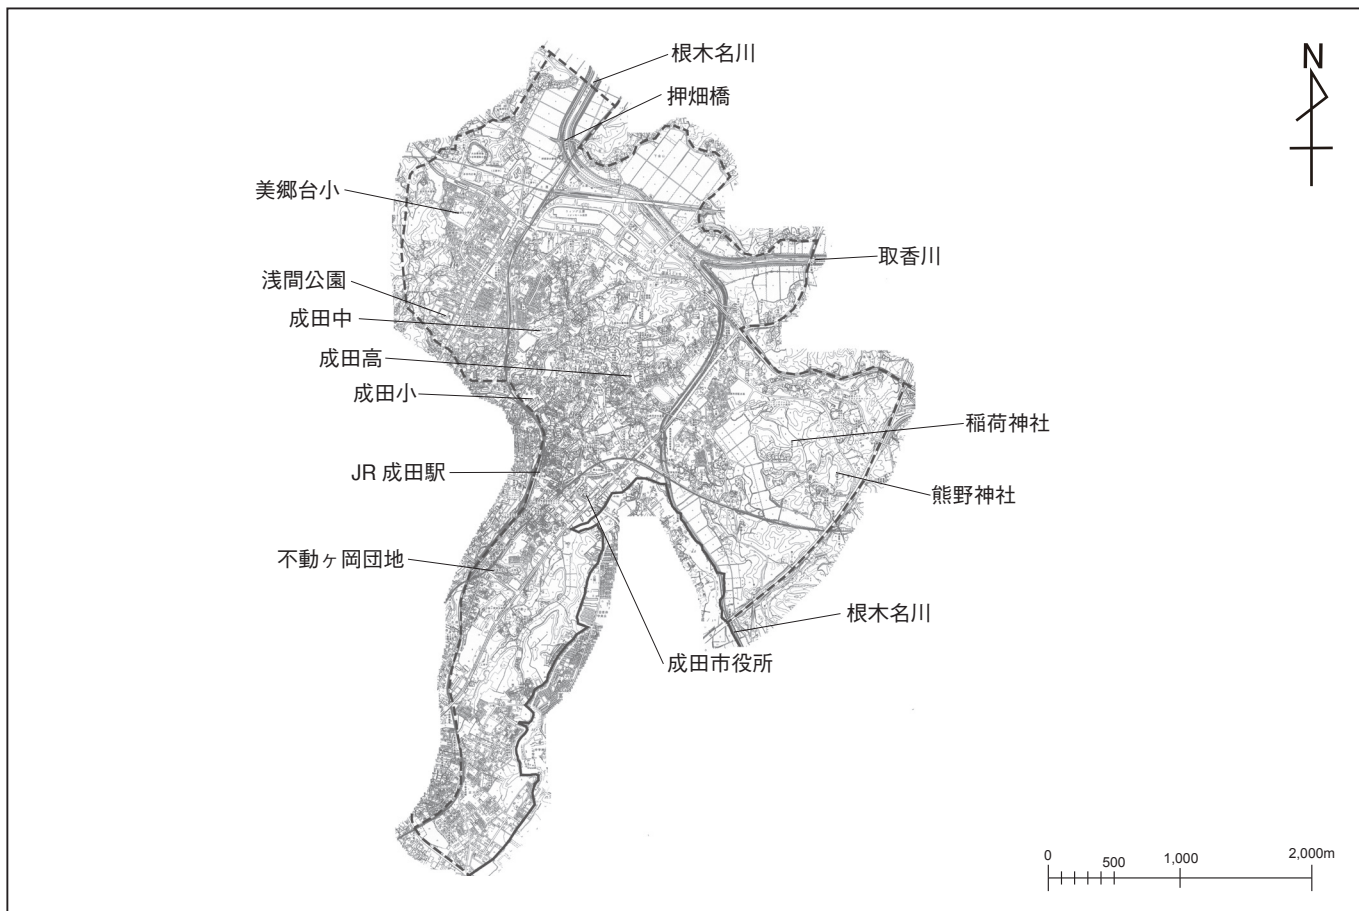 根木名川
N
押畑橋
美郷台小
取香川
浅間公園
成田中
成田高
成田小
稲荷神社
JR 成田駅
熊野神社
不動ヶ岡団地
根木名川
成田市役所
0
500
1,000
2,000m